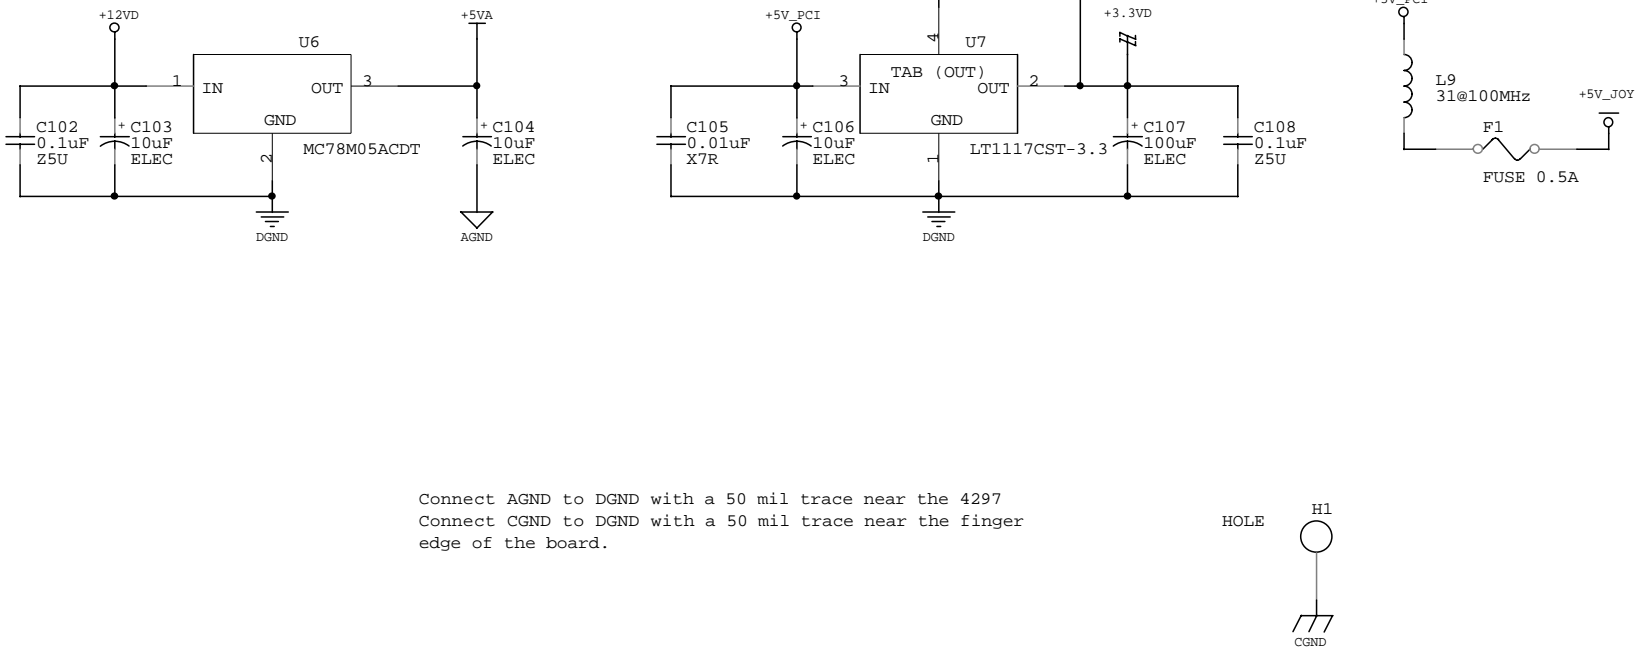 +12VD
U6
1
IN
OUT
3
GND
2
MC78M05ACDT
C102
0.1uF
Z5U
+
C103
10uF
ELEC
DGND
+5VA
+
C104
10uF
ELEC
AGND
+5V_PCI
4
U7
TAB (OUT)
3
IN
OUT
2
GND
1
LT1117CST-3.3
C105
0.01uF
X7R
+
C106
10uF
ELEC
DGND
+3.3VD
+
C107
100uF
ELEC
C108
0.1uF
Z5U
+5V_PCI
L9
31@100MHz
+5V_JOY
F1
FUSE 0.5A
Connect AGND to DGND with a 50 mil trace near the 4297
Connect CGND to DGND with a 50 mil trace near the finger
edge of the board.
HOLE
H1
CGND